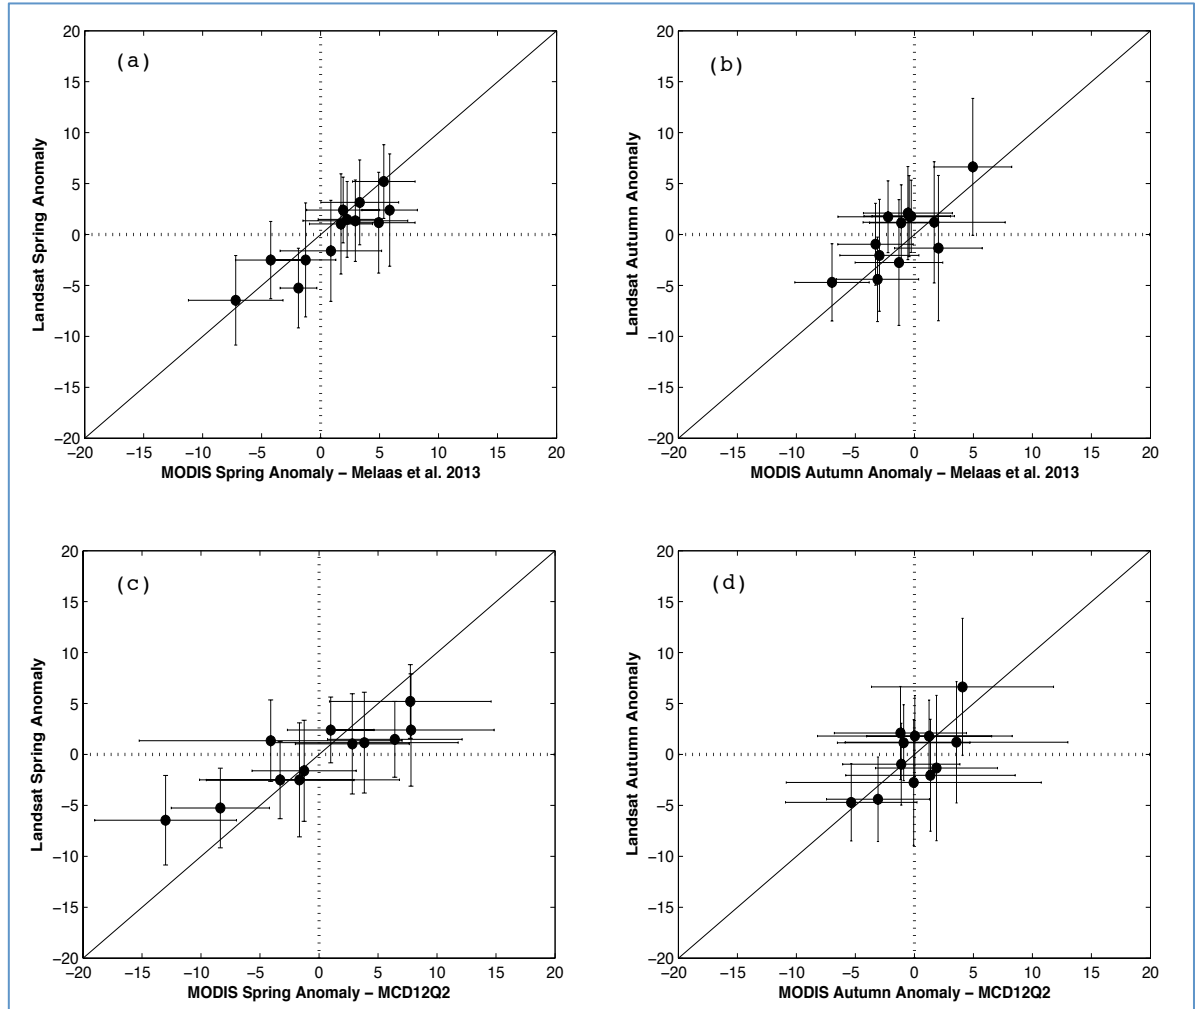 (a)
20
15
10
5
0
−5
−10
−15
−20
−20 −15 −10 −5 0 5 10 15 20
Landsat Spring Anomaly
MODIS Spring Anomaly – Melaas et al. 2013
(b)
20
15
10
5
0
−5
−10
−15
−20
−20 −15 −10 −5 0 5 10 15 20
Landsat Autumn Anomaly
MODIS Autumn Anomaly – Melaas et al. 2013
(c)
20
15
10
5
0
−5
−10
−15
−20
−20 −15 −10 −5 0 5 10 15 20
Landsat Spring Anomaly
MODIS Spring Anomaly – MCD12Q2
(d)
20
15
10
5
0
−5
−10
−15
−20
−20 −15 −10 −5 0 5 10 15 20
Landsat Autumn Anomaly
MODIS Autumn Anomaly – MCD12Q2